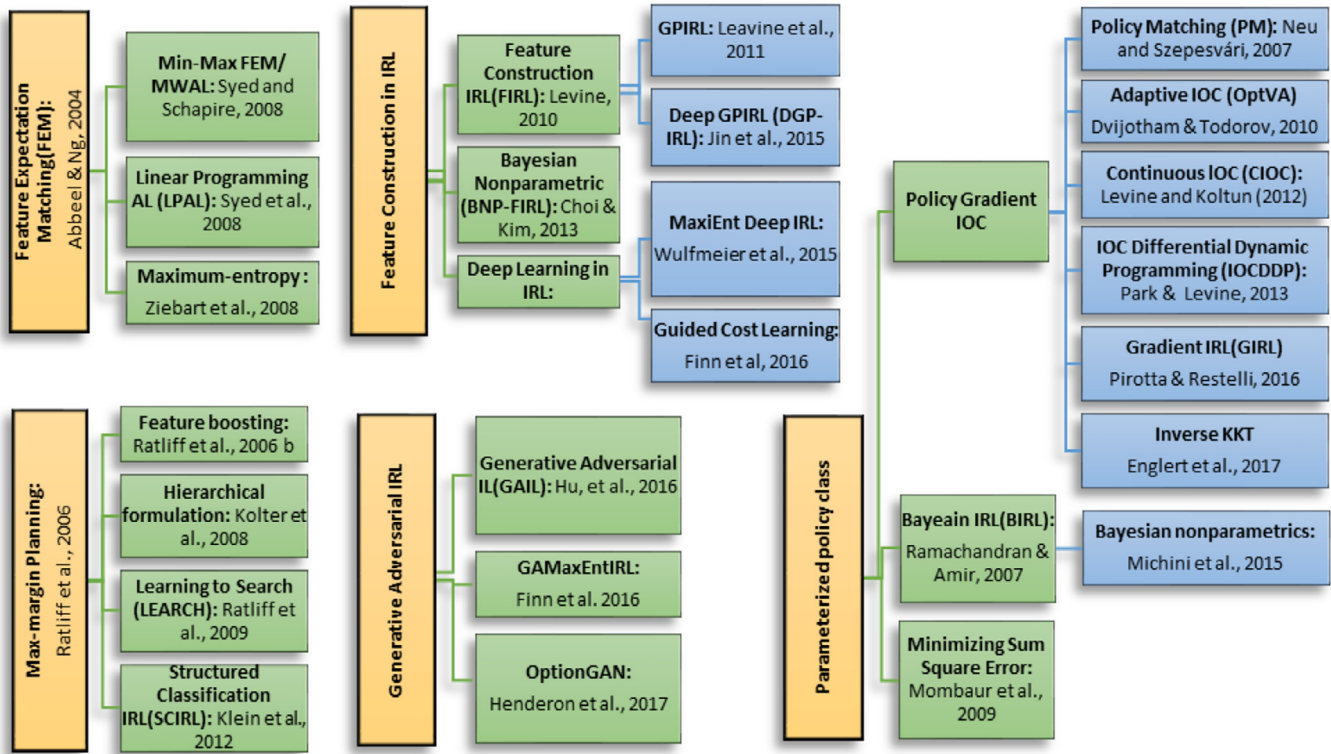 Feature Expectation
Matching(FEM):
Abbeel & Ng, 2004
Min-Max FEM/
MWAL: Syed and
Schapire, 2008
Linear Programming
AL (LPAL): Syed et al.,
2008
Maximum-entropy :
Ziebart et al., 2008
Feature Construction in IRL
Feature
Construction
IRL(FIRL): Levine,
2010
Bayesian
Nonparametric
(BNP-FIRL): Choi &
Kim, 2013
Deep Learning in
IRL:
GPIRL: Leavine et al.,
2011
Deep GPIRL (DGP-
IRL): Jin et al., 2015
MaxiEnt Deep IRL:
Wulfmeier et al., 2015
Guided Cost Learning:
Finn et al, 2016
Max-margin Planning:
Ratliff et al., 2006
Feature boosting:
Ratliff et al., 2006 b
Hierarchical
formulation: Kolter et
al., 2008
Learning to Search
(LEARCH): Ratliff et
al., 2009
Structured
Classification
IRL(SCIRL): Klein et al.,
2012
Generative Adversarial IRL
Generative Adversarial
IL(GAIL): Hu, et al., 2016
GAMaxEntIRL:
Finn et al. 2016
OptionGAN:
Henderon et al., 2017
Parameterized policy class
Policy Gradient
IOC
Policy Matching (PM): Neu
and Szepesvári, 2007
Adaptive IOC (OptVA)
Dvijotham & Todorov, 2010
Continuous IOC (CIOC):
Levine and Koltun (2012)
IOC Differential Dynamic
Programming (IOCDDP):
Park & Levine, 2013
Gradient IRL(GIRL)
Pirotta & Restelli, 2016
Inverse KKT
Englert et al., 2017
Bayeain IRL(BIRL):
Ramachandran &
Amir, 2007
Bayesian nonparametrics:
Michini et al., 2015
Minimizing Sum
Square Error:
Mombaur et al.,
2009